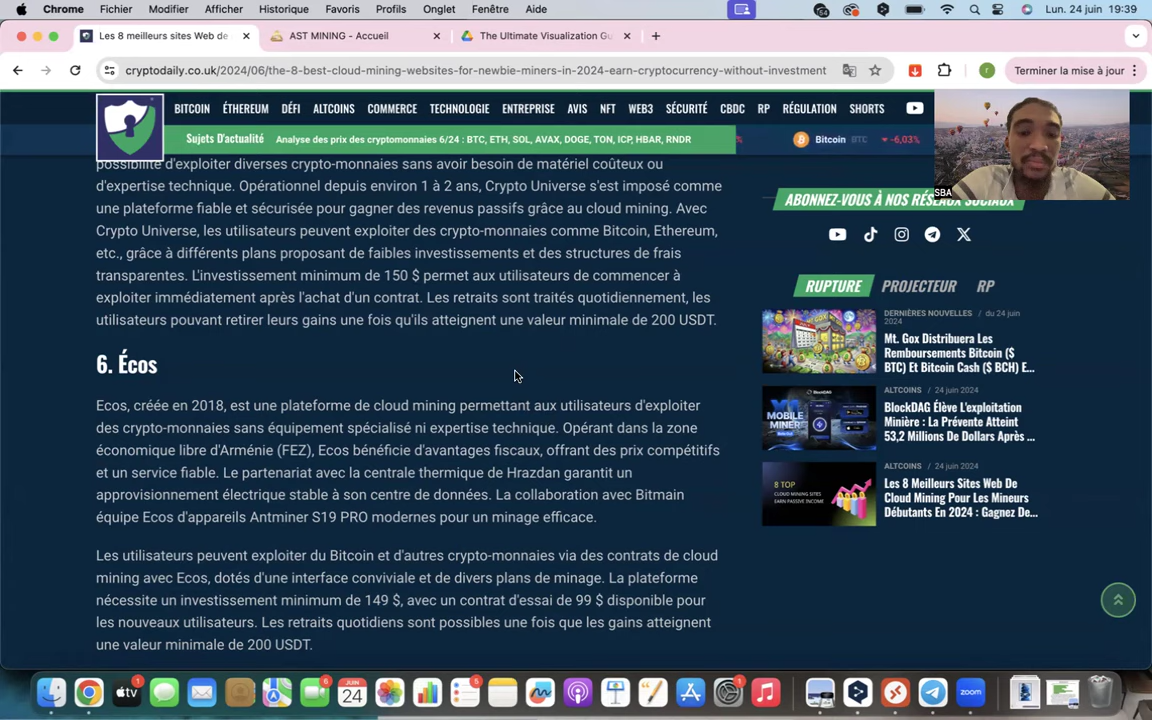 Chrome Fichier Modifier Afficher Historique Favoris Profils Onglet Fenêtre Aide Lun. 24 juin 19:39
Les 8 meilleurs sites Web de AST MINING - Accueil The Ultimate Visualization Gu
cryptodaily.co.uk/2024/06/the-8-best-cloud-mining-websites-for-newbie-miners-in-2024-earn-cryptocurrency-without-investment
r
Terminer la mise à jour
BITCOIN ÉTHEREUM DÉFI ALTCOINS COMMERCE TECHNOLOGIE ENTREPRISE AVIS NFT WEB3 SÉCURITÉ CBDC RP RÉGULATION SHORTS
Sujets D'actualité Analyse des prix des cryptomonnaies 6/24 : BTC, ETH, SOL, AVAX, DOGE, TON, ICP, HBAR, RNDR
% Bitcoin BTC -6,03%
SBA
possibilité d'exploiter diverses crypto-monnaies sans avoir besoin de matériel coûteux ou
d'expertise technique. Opérationnel depuis environ 1 à 2 ans, Crypto Universe s'est imposé comme
une plateforme fiable et sécurisée pour gagner des revenus passifs grâce au cloud mining. Avec
Crypto Universe, les utilisateurs peuvent exploiter des crypto-monnaies comme Bitcoin, Ethereum,
etc., grâce à différents plans proposant de faibles investissements et des structures de frais
transparentes. L'investissement minimum de 150 $ permet aux utilisateurs de commencer à
exploiter immédiatement après l'achat d'un contrat. Les retraits sont traités quotidiennement, les
utilisateurs pouvant retirer leurs gains une fois qu'ils atteignent une valeur minimale de 200 USDT.
6. Écos
Ecos, créée en 2018, est une plateforme de cloud mining permettant aux utilisateurs d'exploiter
des crypto-monnaies sans équipement spécialisé ni expertise technique. Opérant dans la zone
économique libre d'Arménie (FEZ), Ecos bénéficie d'avantages fiscaux, offrant des prix compétitifs
et un service fiable. Le partenariat avec la centrale thermique de Hrazdan garantit un
approvisionnement électrique stable à son centre de données. La collaboration avec Bitmain
équipe Ecos d'appareils Antminer S19 PRO modernes pour un minage efficace.
Les utilisateurs peuvent exploiter du Bitcoin et d'autres crypto-monnaies via des contrats de cloud
mining avec Ecos, dotés d'une interface conviviale et de divers plans de minage. La plateforme
nécessite un investissement minimum de 149 $, avec un contrat d'essai de 99 $ disponible pour
les nouveaux utilisateurs. Les retraits quotidiens sont possibles une fois que les gains atteignent
une valeur minimale de 200 USDT.
ABONNEZ-VOUS À NOS RÉSEAUX SOCIAUX
RUPTURE PROJECTEUR RP
DERNIÈRES NOUVELLES / du 24 juin
2024
Mt. Gox Distribuera Les
Remboursements Bitcoin ($
BTC) Et Bitcoin Cash ($ BCH) E...
ALTCOINS / 24 juin 2024
BlockDAG Élève L'exploitation
Minière : La Prévente Atteint
53,2 Millions De Dollars Après ...
ALTCOINS / 24 juin 2024
Les 8 Meilleurs Sites Web De
Cloud Mining Pour Les Mineurs
Débutants En 2024 : Gagnez De...
8 TOP
CLOUD MINING SITES
EARN PASSIVE INCOME
tv
1
6
JUIN
24
5
1
zoom